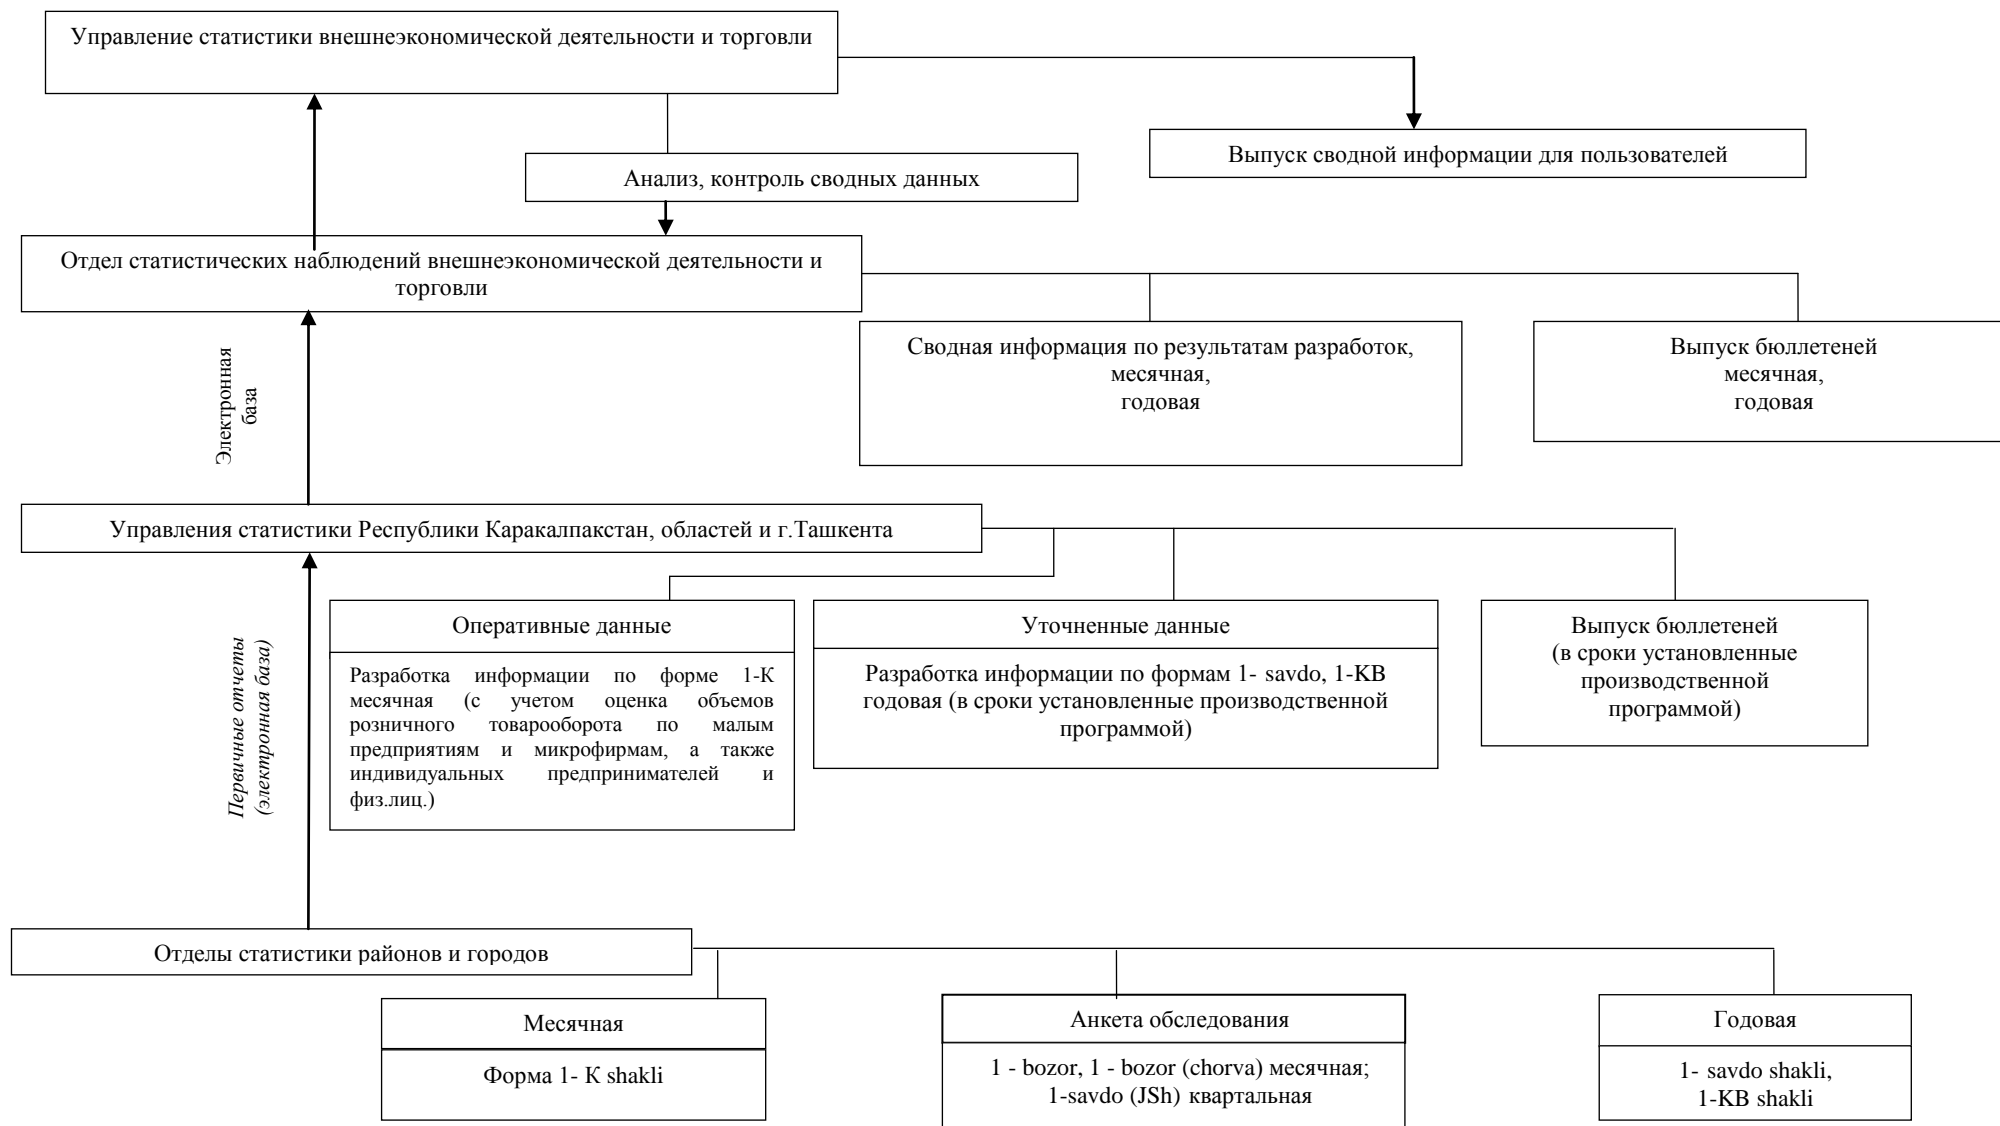 Управление статистики внешнеэкономической деятельности и торговли
Выпуск сводной информации для пользователей
Анализ, контроль сводных данных
Отдел статистических наблюдений внешнеэкономической деятельности и
торговли
Сводная информация по результатам разработок,
месячная,
годовая
Выпуск бюллетеней
месячная,
годовая
Электронная
база
Управления статистики Республики Каракалпакстан, областей и г.Ташкента
Оперативные данные
Разработка информации по форме 1-К
месячная (с учетом оценка объемов
розничного товарооборота по малым
предприятиям и микрофирмам, а также
индивидуальных предпринимателей и
физ.лиц.)
Уточненные данные
Разработка информации по формам 1- savdo, 1-KB
годовая (в сроки установленные производственной
программой)
Выпуск бюллетеней
(в сроки установленные
производственной
программой)
Первичные отчеты
(электронная база)
Отделы статистики районов и городов
Месячная
Форма 1- K shakli
Анкета обследования
1 - bozor, 1 - bozor (chorva) месячная;
1-savdo (JSh) квартальная
Годовая
1- savdo shakli,
1-KB shakli